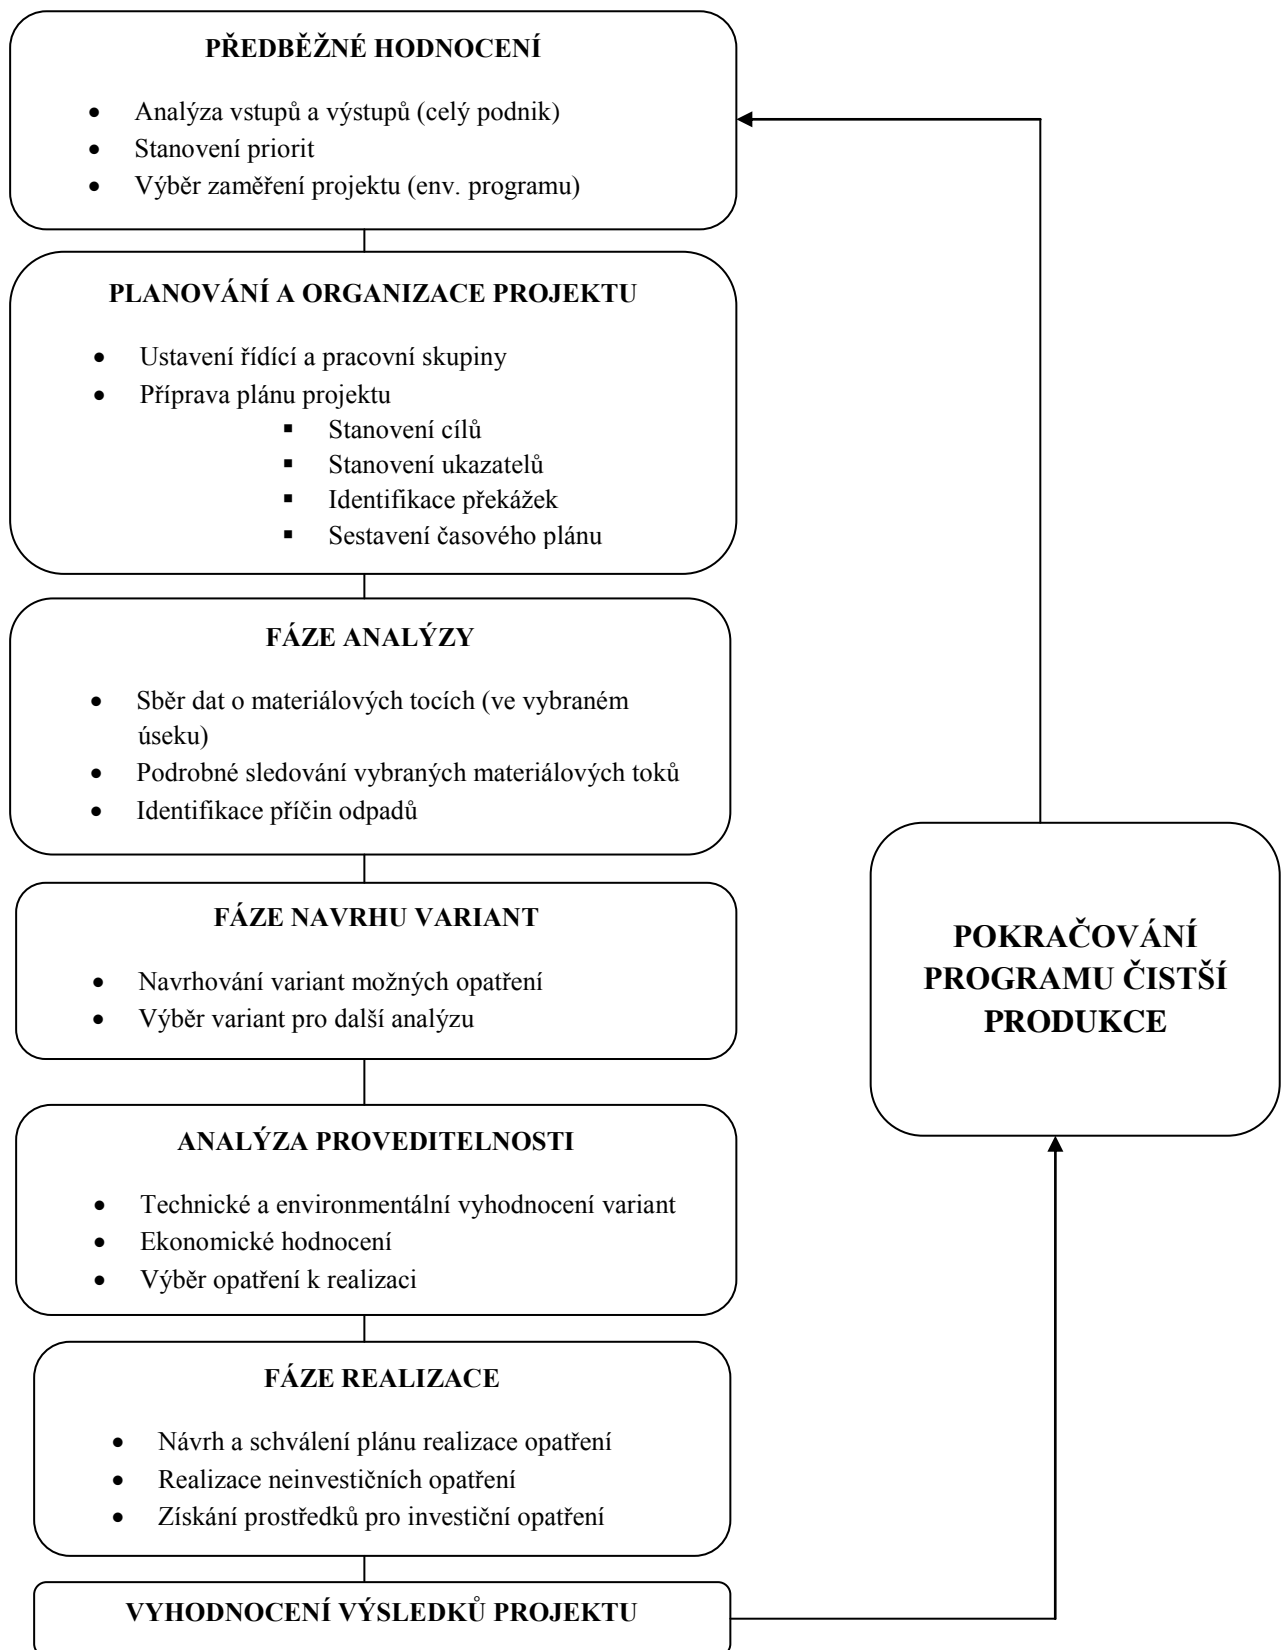 PŘEDBĚŽNÉ HODNOCENÍ
• Analýza vstupů a výstupů (celý podnik)
• Stanovení priorit
• Výběr zaměření projektu (env. programu)
PLANOVÁNÍ A ORGANIZACE PROJEKTU
• Ustavení řídící a pracovní skupiny
• Příprava plánu projektu
▪ Stanovení cílů
▪ Stanovení ukazatelů
▪ Identifikace překážek
▪ Sestavení časového plánu
FÁZE ANALÝZY
• Sběr dat o materiálových tocích (ve vybraném
úseku)
• Podrobné sledování vybraných materiálových toků
• Identifikace příčin odpadů
FÁZE NAVRHU VARIANT
• Navrhování variant možných opatření
• Výběr variant pro další analýzu
ANALÝZA PROVEDITELNOSTI
• Technické a environmentální vyhodnocení variant
• Ekonomické hodnocení
• Výběr opatření k realizaci
FÁZE REALIZACE
• Návrh a schválení plánu realizace opatření
• Realizace neinvestičních opatření
• Získání prostředků pro investiční opatření
VYHODNOCENÍ VÝSLEDKŮ PROJEKTU
POKRAČOVÁNÍ
PROGRAMU ČISTŠÍ
PRODUKCE